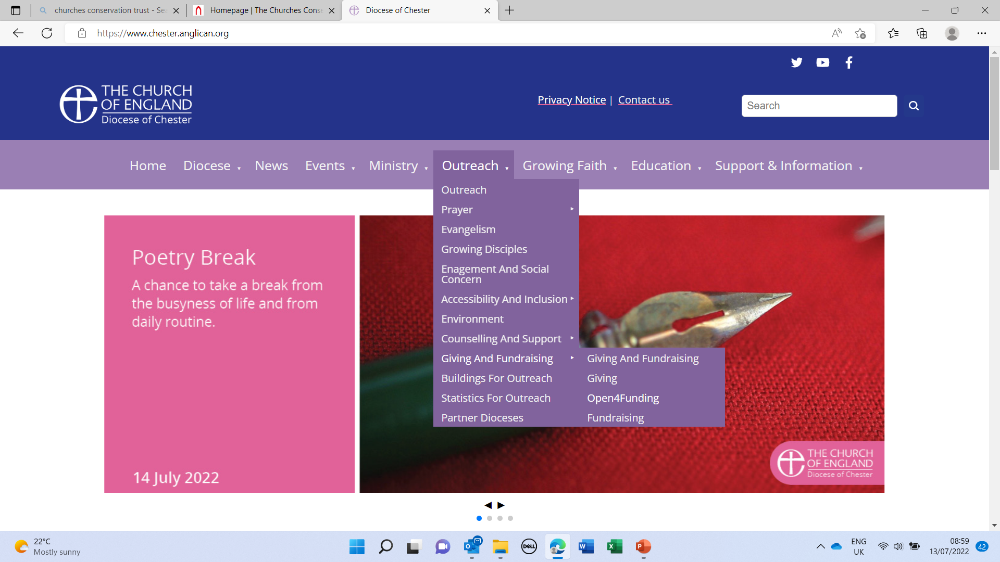 churches conservation trust - Se
Homepage | The Churches Conse
Diocese of Chester
https://www.chester.anglican.org
THE CHURCH
OF ENGLAND
Diocese of Chester
Privacy Notice | Contact us
Search
Home Diocese News Events Ministry Outreach Growing Faith Education Support & Information
Outreach
Prayer
Evangelism
Growing Disciples
Enagement And Social
Concern
Accessibility And Inclusion
Environment
Counselling And Support
Giving And Fundraising
Buildings For Outreach
Statistics For Outreach
Partner Dioceses
Giving And Fundraising
Giving
Open4Funding
Fundraising
Poetry Break
A chance to take a break from
the busyness of life and from
daily routine.
14 July 2022
THE CHURCH
OF ENGLAND
Diocese of Chester
22°C
Mostly sunny
DELL
ENG
UK
08:59
13/07/2022
42